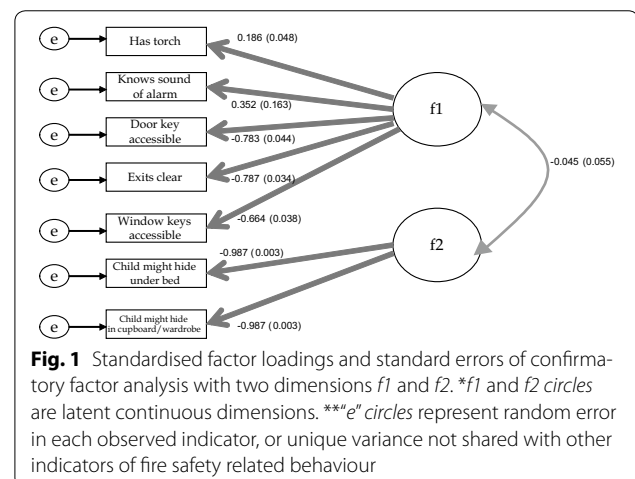 e
Has torch
0.186 (0.048)
e
Knows sound
of alarm
0.352 (0.163)
f1
e
Door key
accessible
-0.783 (0.044)
e
Exits clear
-0.787 (0.034)
-0.045 (0.055)
e
Window keys
accessible
-0.664 (0.038)
e
Child might hide
under bed
-0.987 (0.003)
f2
e
Child might hide
in cupboard/wardrobe
-0.987 (0.003)
Fig. 1 Standardised factor loadings and standard errors of confirma-
tory factor analysis with two dimensions f1 and f2. *f1 and f2 circles
are latent continuous dimensions. **“e” circles represent random error
in each observed indicator, or unique variance not shared with other
indicators of fire safety related behaviour